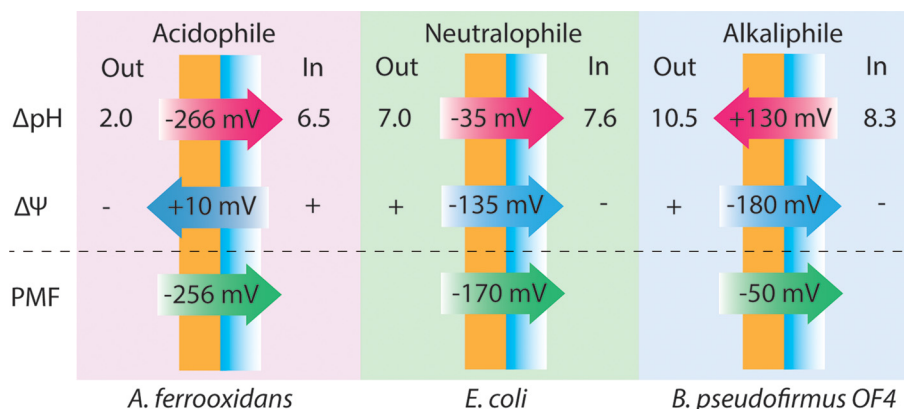 Acidophile Neutralophile Alkaliphile
Out In Out In Out In
ΔpH 2.0 -266 mV 6.5 7.0 -35 mV 7.6 10.5 +130 mV 8.3
ΔΨ - +10 mV + + -135 mV - + -180 mV -
PMF -256 mV -170 mV -50 mV
A. ferrooxidans E. coli B. pseudofirmus OF4